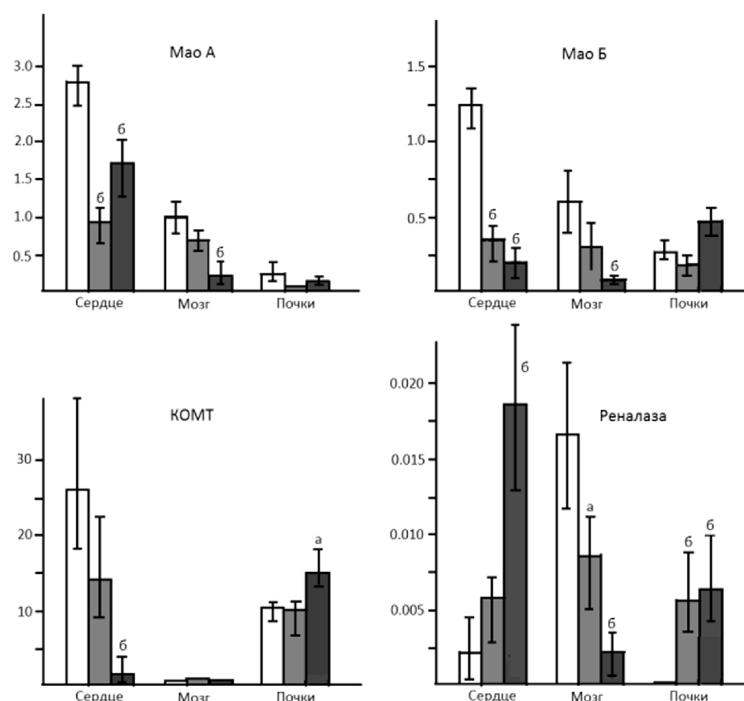 Мао А
3.0
2.5
2.0
1.0
0.5
б
б
б
Сердце Мозг Почки
Мао Б
1.5
1.0
0.5
б
б
б
Сердце Мозг Почки
КОМТ
30
20
10
б
а
Сердце Мозг Почки
Реналаза
0.020
0.015
0.010
0.005
б
а
б
б
б
Сердце Мозг Почки